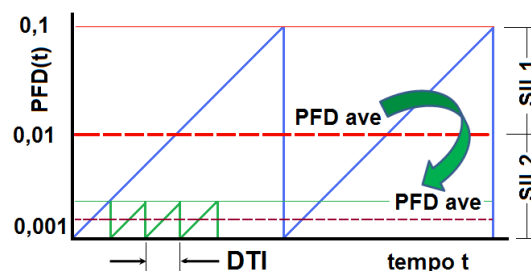 0,1
PFD(t)
0,01
0,001
PFD ave
PFD ave
SIL 1
SIL 2
DTI
tempo t